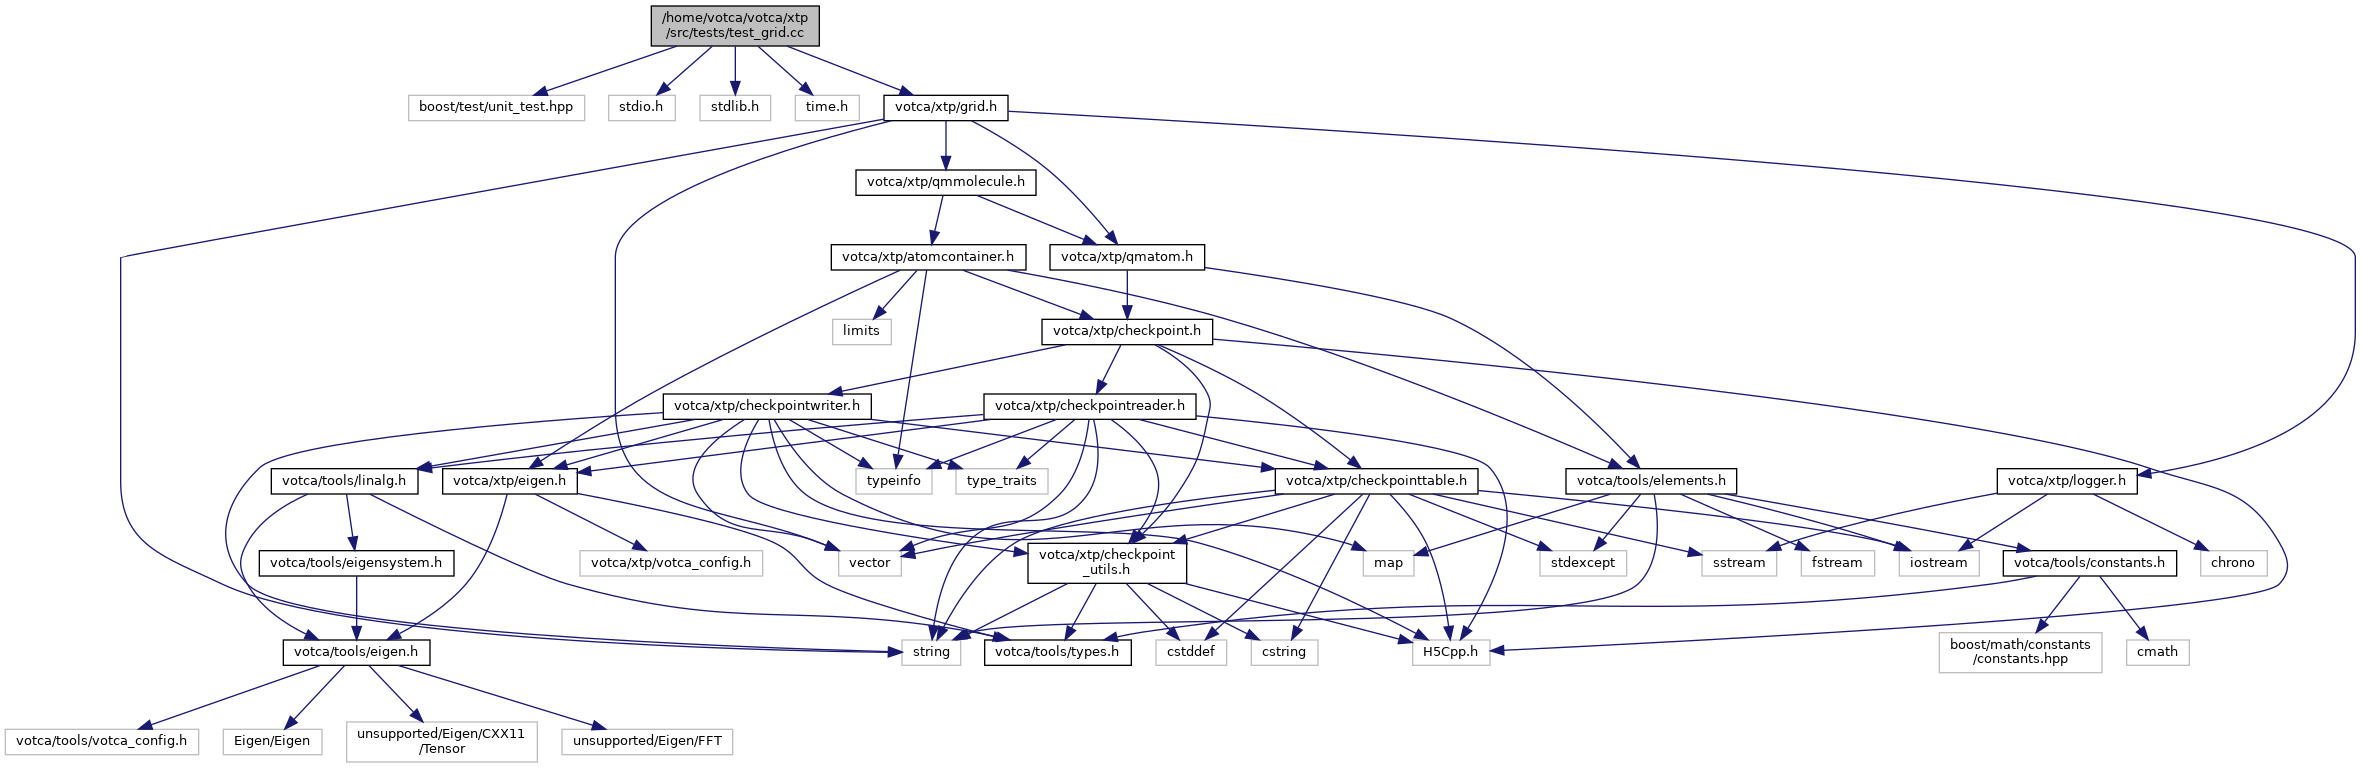 /home/votca/votca/xtp
/src/tests/test_grid.cc
boost/test/unit_test.hpp
stdio.h
stdlib.h
time.h
votca/xtp/grid.h
votca/xtp/qmmolecule.h
votca/xtp/atomcontainer.h
votca/xtp/qmatom.h
limits
votca/xtp/checkpoint.h
votca/xtp/checkpointwriter.h
votca/xtp/checkpointreader.h
votca/tools/linalg.h
votca/xtp/eigen.h
typeinfo
type_traits
votca/xtp/checkpointtable.h
votca/tools/elements.h
votca/xtp/logger.h
votca/tools/eigensystem.h
votca/xtp/votca_config.h
vector
votca/xtp/checkpoint
_utils.h
map
stdexcept
sstream
fstream
iostream
votca/tools/constants.h
chrono
votca/tools/eigen.h
string
votca/tools/types.h
cstddef
cstring
H5Cpp.h
boost/math/constants
/constants.hpp
cmath
votca/tools/votca_config.h
Eigen/Eigen
unsupported/Eigen/CXX11
/Tensor
unsupported/Eigen/FFT